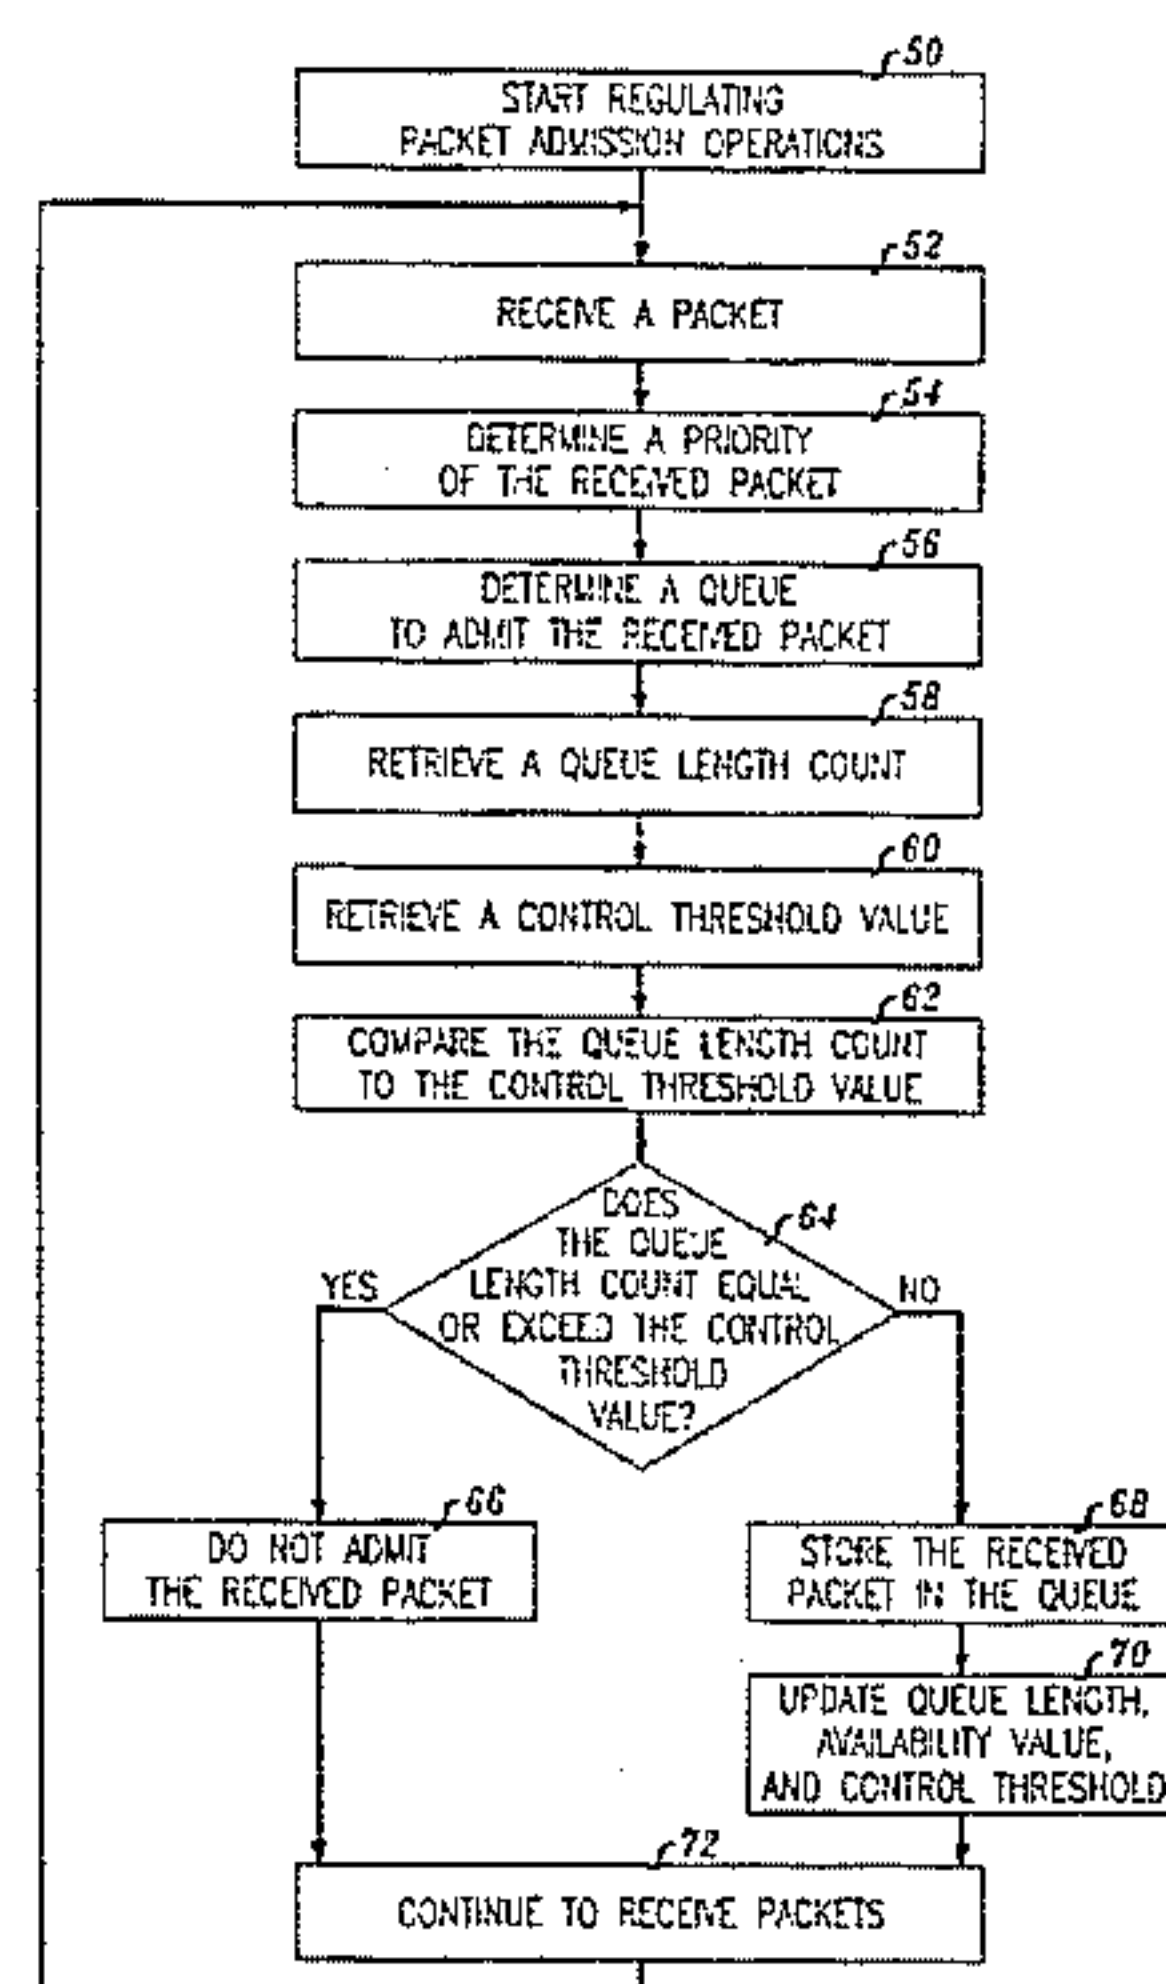 50
START REGULATING
PACKET ADMISSION OPERATIONS
52
RECEIVE A PACKET
54
DETERMINE A PRIORITY
OF THE RECEIVED PACKET
56
DETERMINE A QUEUE
TO ADMIT THE RECEIVED PACKET
58
RETRIEVE A QUEUE LENGTH COUNT
60
RETRIEVE A CONTROL THRESHOLD VALUE
62
COMPARE THE QUEUE LENGTH COUNT
TO THE CONTROL THRESHOLD VALUE
64
DOES
THE QUEUE
LENGTH COUNT EQUAL
OR EXCEED THE CONTROL
THRESHOLD
VALUE?
YES
NO
66
DO NOT ADMIT
THE RECEIVED PACKET
68
STORE THE RECEIVED
PACKET IN THE QUEUE
70
UPDATE QUEUE LENGTH,
AVAILABILITY VALUE,
AND CONTROL THRESHOLD
72
CONTINUE TO RECEIVE PACKETS